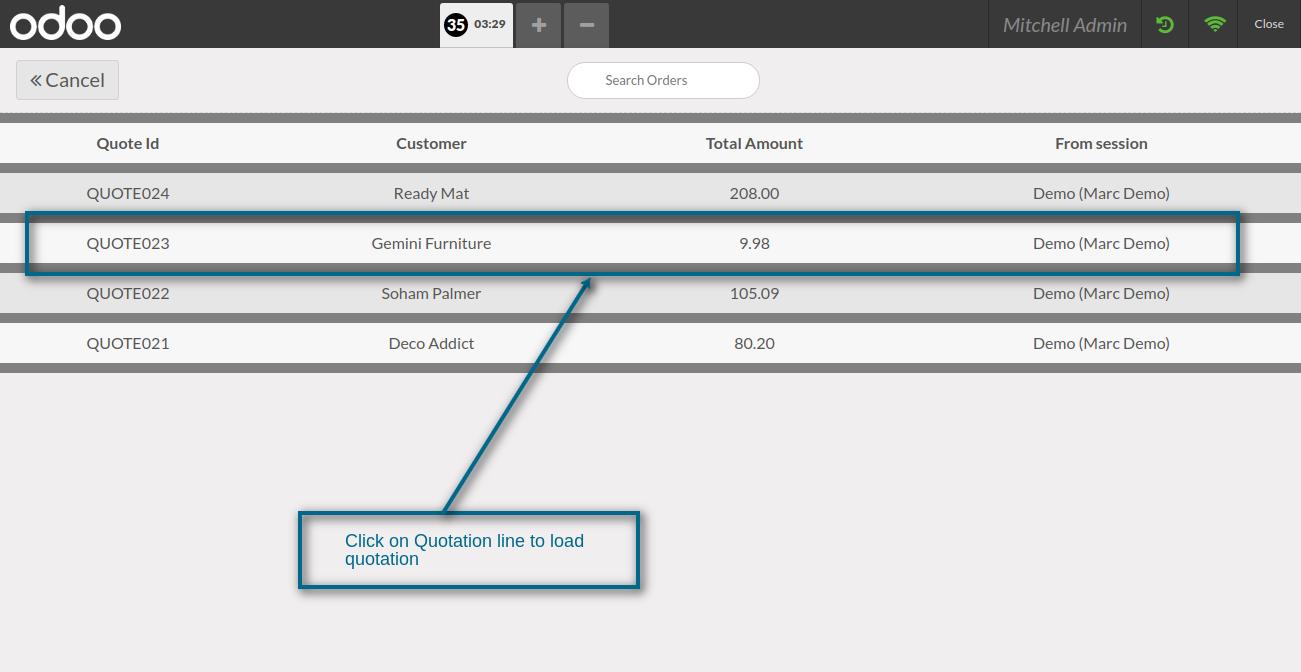 odoo 35 03:29 + − Mitchell Admin Close
Cancel Search Orders
Quote Id Customer Total Amount From session
QUOTE024 Ready Mat 208.00 Demo (Marc Demo)
QUOTE023 Gemini Furniture 9.98 Demo (Marc Demo)
QUOTE022 Soham Palmer 105.09 Demo (Marc Demo)
QUOTE021 Deco Addict 80.20 Demo (Marc Demo)
Click on Quotation line to load
quotation